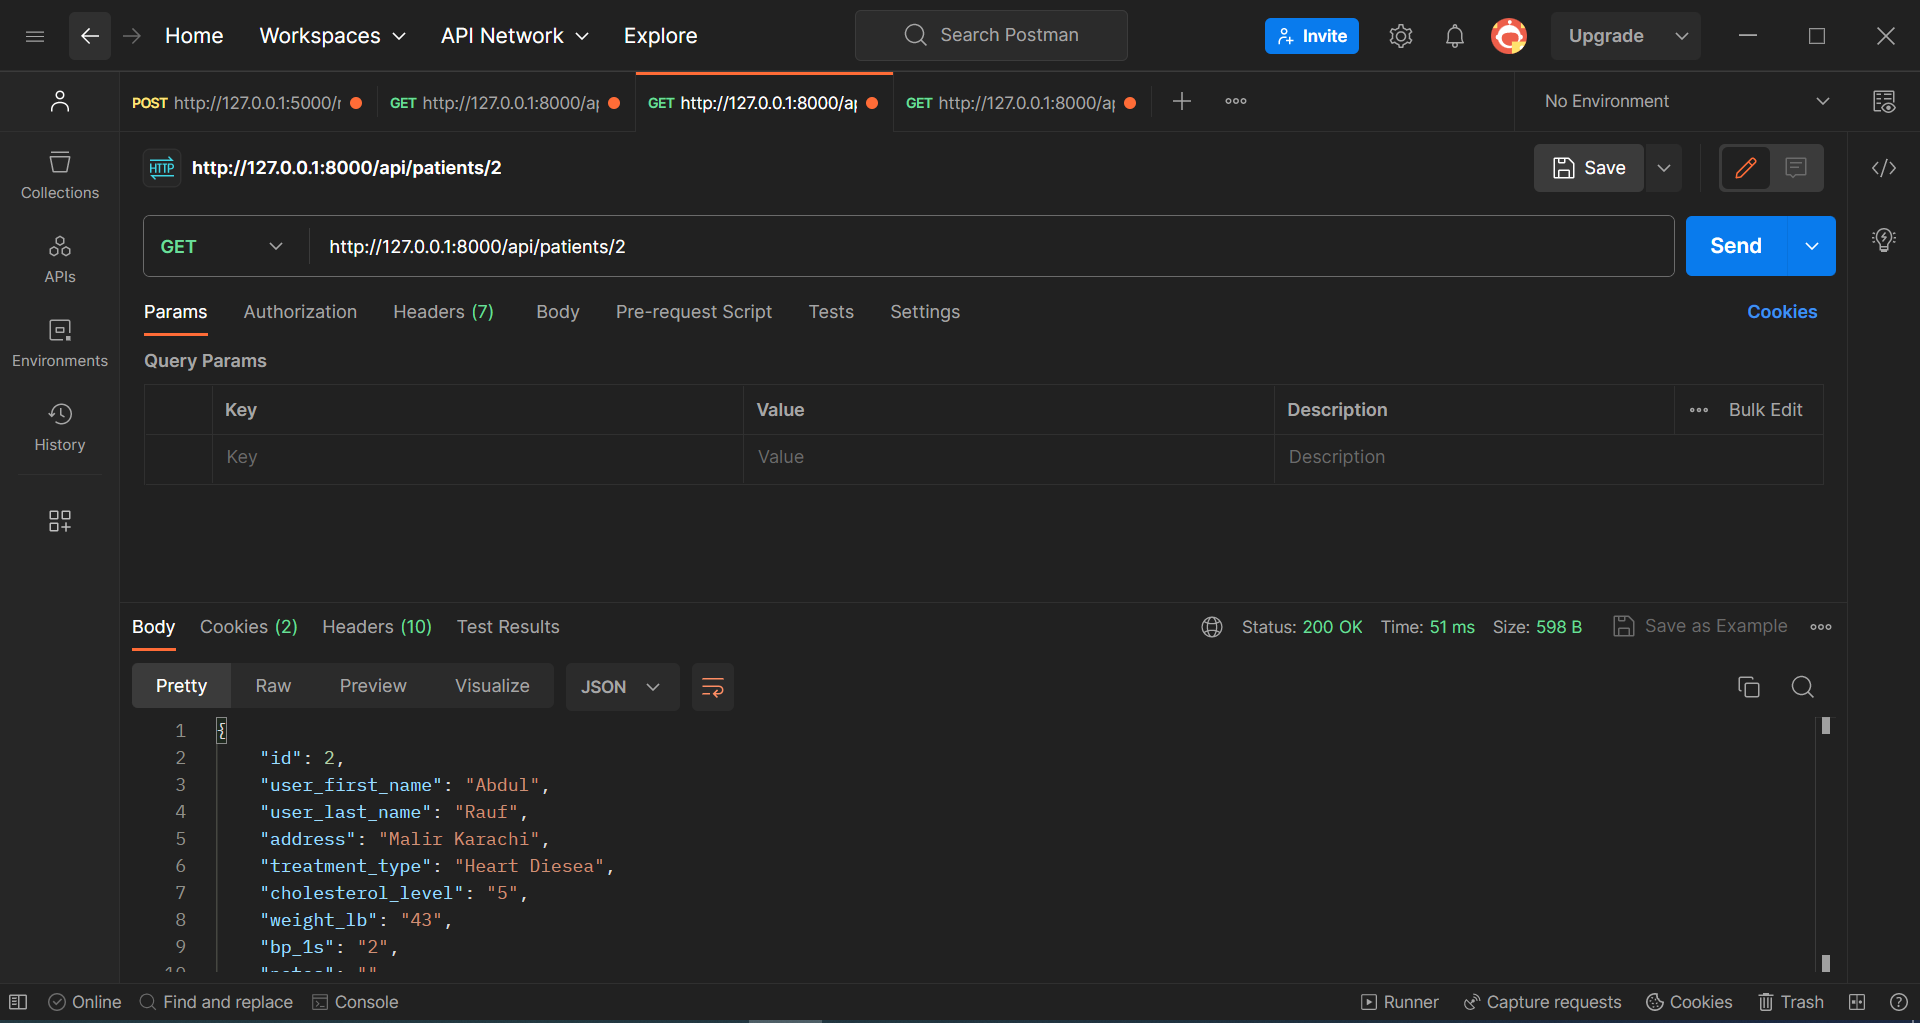 Home Workspaces API Network Explore Search Postman Invite Upgrade
POST http://127.0.0.1:5000/r GET http://127.0.0.1:8000/ap GET http://127.0.0.1:8000/ap GET http://127.0.0.1:8000/ap No Environment
HTTP http://127.0.0.1:8000/api/patients/2 Save
Collections
GET http://127.0.0.1:8000/api/patients/2 Send
APIs
Params Authorization Headers (7) Body Pre-request Script Tests Settings Cookies
Environments
Query Params
Key Value Description Bulk Edit
History
Key Value Description
Body Cookies (2) Headers (10) Test Results Status: 200 OK Time: 51 ms Size: 598 B Save as Example
Pretty Raw Preview Visualize JSON
1 {
2 "id": 2,
3 "user_first_name": "Abdul",
4 "user_last_name": "Rauf",
5 "address": "Malir Karachi",
6 "treatment_type": "Heart Diesea",
7 "cholesterol_level": "5",
8 "weight_lb": "43",
9 "bp_1s": "2",
10 "notes": ""
Online Find and replace Console Runner Capture requests Cookies Trash